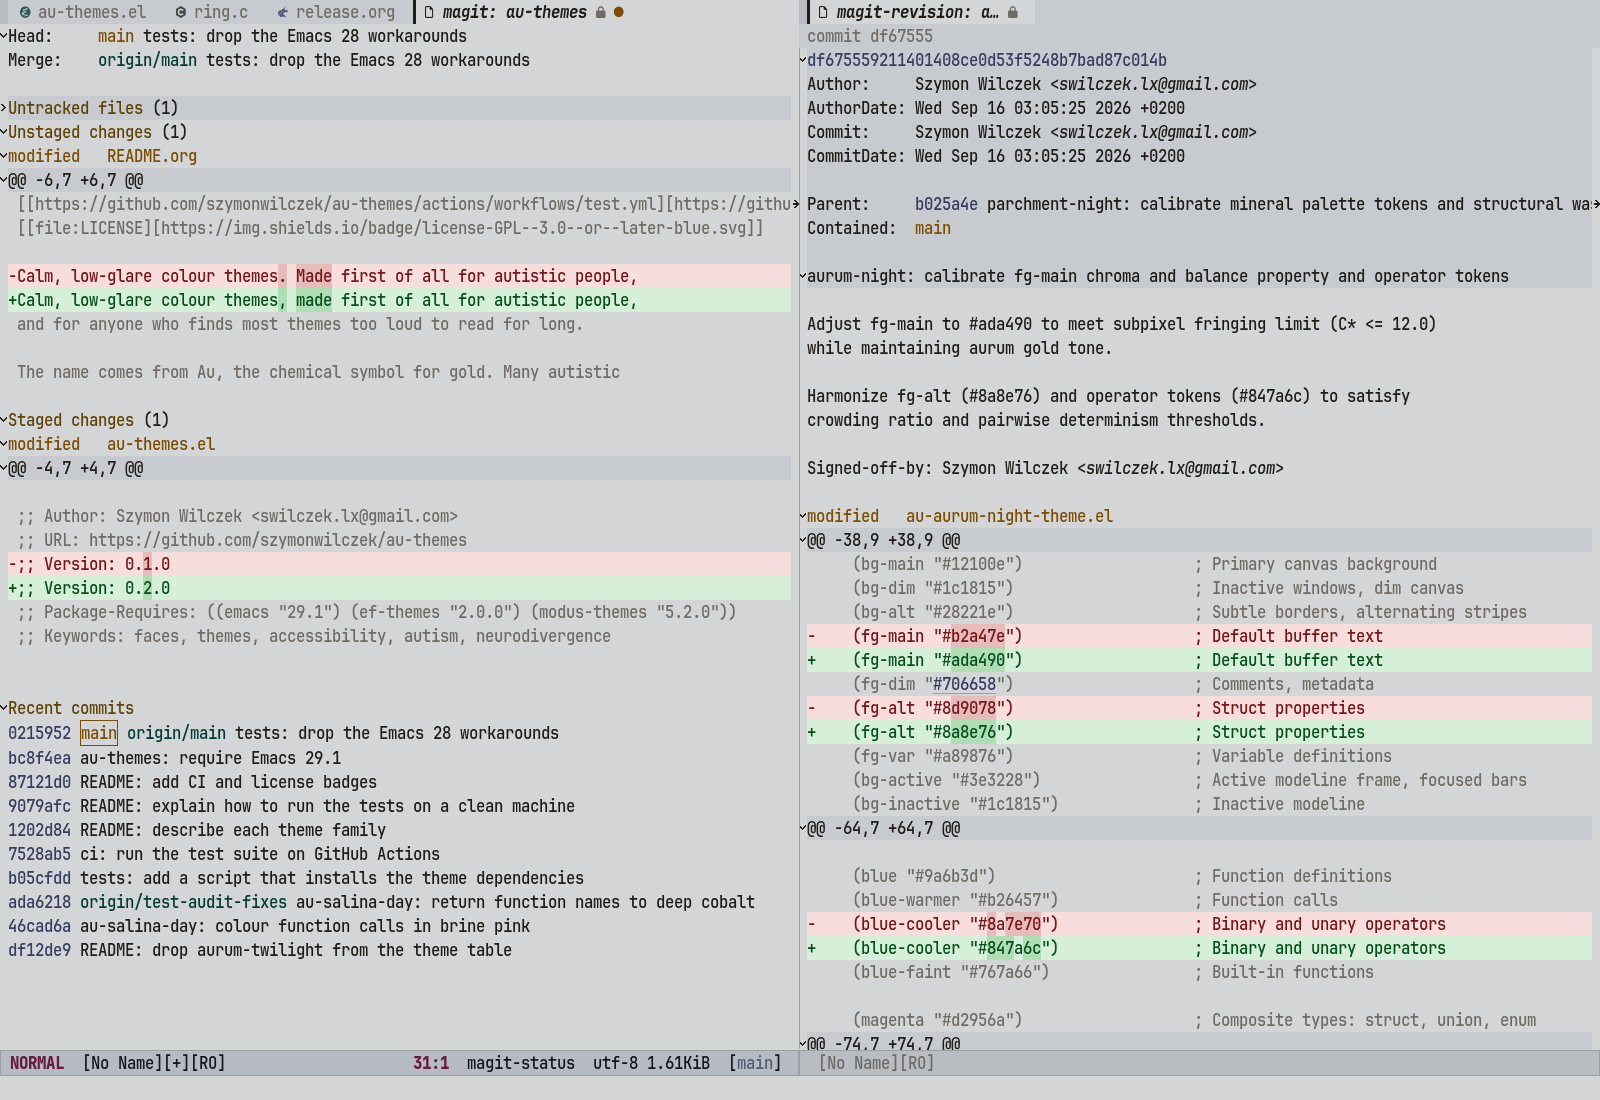 au-themes.el ring.c release.org magit: au-themes
Head:     main tests: drop the Emacs 28 workarounds
Merge:    origin/main tests: drop the Emacs 28 workarounds
Untracked files (1)
Unstaged changes (1)
modified   README.org
@@ -6,7 +6,7 @@
 [[https://github.com/szymonwilczek/au-themes/actions/workflows/test.yml][https://githu
 [[file:LICENSE][https://img.shields.io/badge/license-GPL--3.0--or--later-blue.svg]]
-Calm, low-glare colour themes. Made first of all for autistic people,
+Calm, low-glare colour themes, made first of all for autistic people,
 and for anyone who finds most themes too loud to read for long.
 The name comes from Au, the chemical symbol for gold. Many autistic
Staged changes (1)
modified   au-themes.el
@@ -4,7 +4,7 @@
 ;; Author: Szymon Wilczek <swilczek.lx@gmail.com>
 ;; URL: https://github.com/szymonwilczek/au-themes
-;; Version: 0.1.0
+;; Version: 0.2.0
 ;; Package-Requires: ((emacs "29.1") (ef-themes "2.0.0") (modus-themes "5.2.0"))
 ;; Keywords: faces, themes, accessibility, autism, neurodivergence
Recent commits
0215952 main origin/main tests: drop the Emacs 28 workarounds
bc8f4ea au-themes: require Emacs 29.1
87121d0 README: add CI and license badges
9079afc README: explain how to run the tests on a clean machine
1202d84 README: describe each theme family
7528ab5 ci: run the test suite on GitHub Actions
b05cfdd tests: add a script that installs the theme dependencies
ada6218 origin/test-audit-fixes au-salina-day: return function names to deep cobalt
46cad6a au-salina-day: colour function calls in brine pink
df12de9 README: drop aurum-twilight from the theme table
NORMAL  [No Name][+][RO]  31:1  magit-status  utf-8 1.61KiB  [main]
magit-revision: a…
commit df67555
df675559211401408ce0d53f5248b7bad87c014b
Author:     Szymon Wilczek <swilczek.lx@gmail.com>
AuthorDate: Wed Sep 16 03:05:25 2026 +0200
Commit:     Szymon Wilczek <swilczek.lx@gmail.com>
CommitDate: Wed Sep 16 03:05:25 2026 +0200
Parent:     b025a4e parchment-night: calibrate mineral palette tokens and structural wa
Contained:  main
aurum-night: calibrate fg-main chroma and balance property and operator tokens
Adjust fg-main to #ada490 to meet subpixel fringing limit (C* <= 12.0)
while maintaining aurum gold tone.
Harmonize fg-alt (#8a8e76) and operator tokens (#847a6c) to satisfy
crowding ratio and pairwise determinism thresholds.
Signed-off-by: Szymon Wilczek <swilczek.lx@gmail.com>
modified   au-aurum-night-theme.el
@@ -38,9 +38,9 @@
     (bg-main "#12100e")                   ; Primary canvas background
     (bg-dim "#1c1815")                    ; Inactive windows, dim canvas
     (bg-alt "#28221e")                    ; Subtle borders, alternating stripes
-    (fg-main "#b2a47e")                   ; Default buffer text
+    (fg-main "#ada490")                   ; Default buffer text
     (fg-dim "#706658")                    ; Comments, metadata
-    (fg-alt "#8d9078")                    ; Struct properties
+    (fg-alt "#8a8e76")                    ; Struct properties
     (fg-var "#a89876")                    ; Variable definitions
     (bg-active "#3e3228")                 ; Active modeline frame, focused bars
     (bg-inactive "#1c1815")               ; Inactive modeline
@@ -64,7 +64,7 @@
     (blue "#9a6b3d")                      ; Function definitions
     (blue-warmer "#b26457")               ; Function calls
-    (blue-cooler "#8a7e70")               ; Binary and unary operators
+    (blue-cooler "#847a6c")               ; Binary and unary operators
     (blue-faint "#767a66")                ; Built-in functions
     (magenta "#d2956a")                   ; Composite types: struct, union, enum
@@ -74,7 +74,7 @@
[No Name][RO]